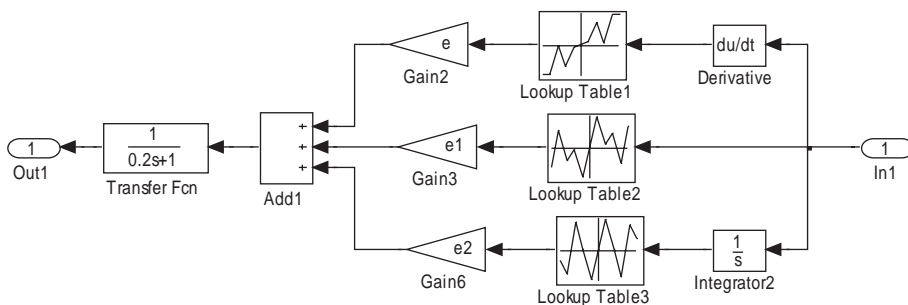 e
Gain2
Lookup Table1
du/dt
Derivative
1
Out1
1
0.2s+1
Transfer Fcn
+
+
+
Add1
e1
Gain3
Lookup Table2
1
In1
e2
Gain6
Lookup Table3
1
s
Integrator2